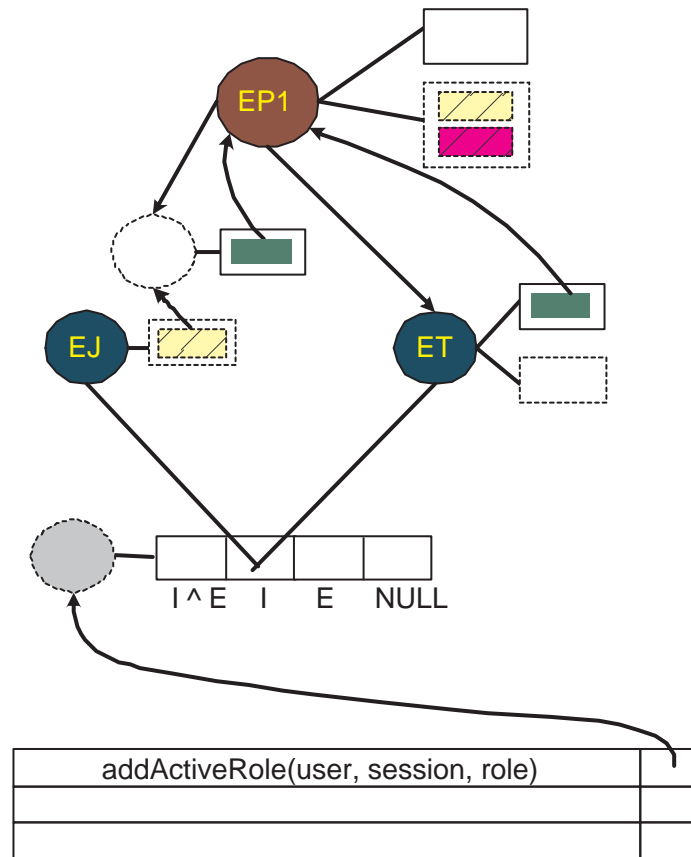 EP1
EJ
ET
I ^ E I E NULL
addActiveRole(user, session, role)